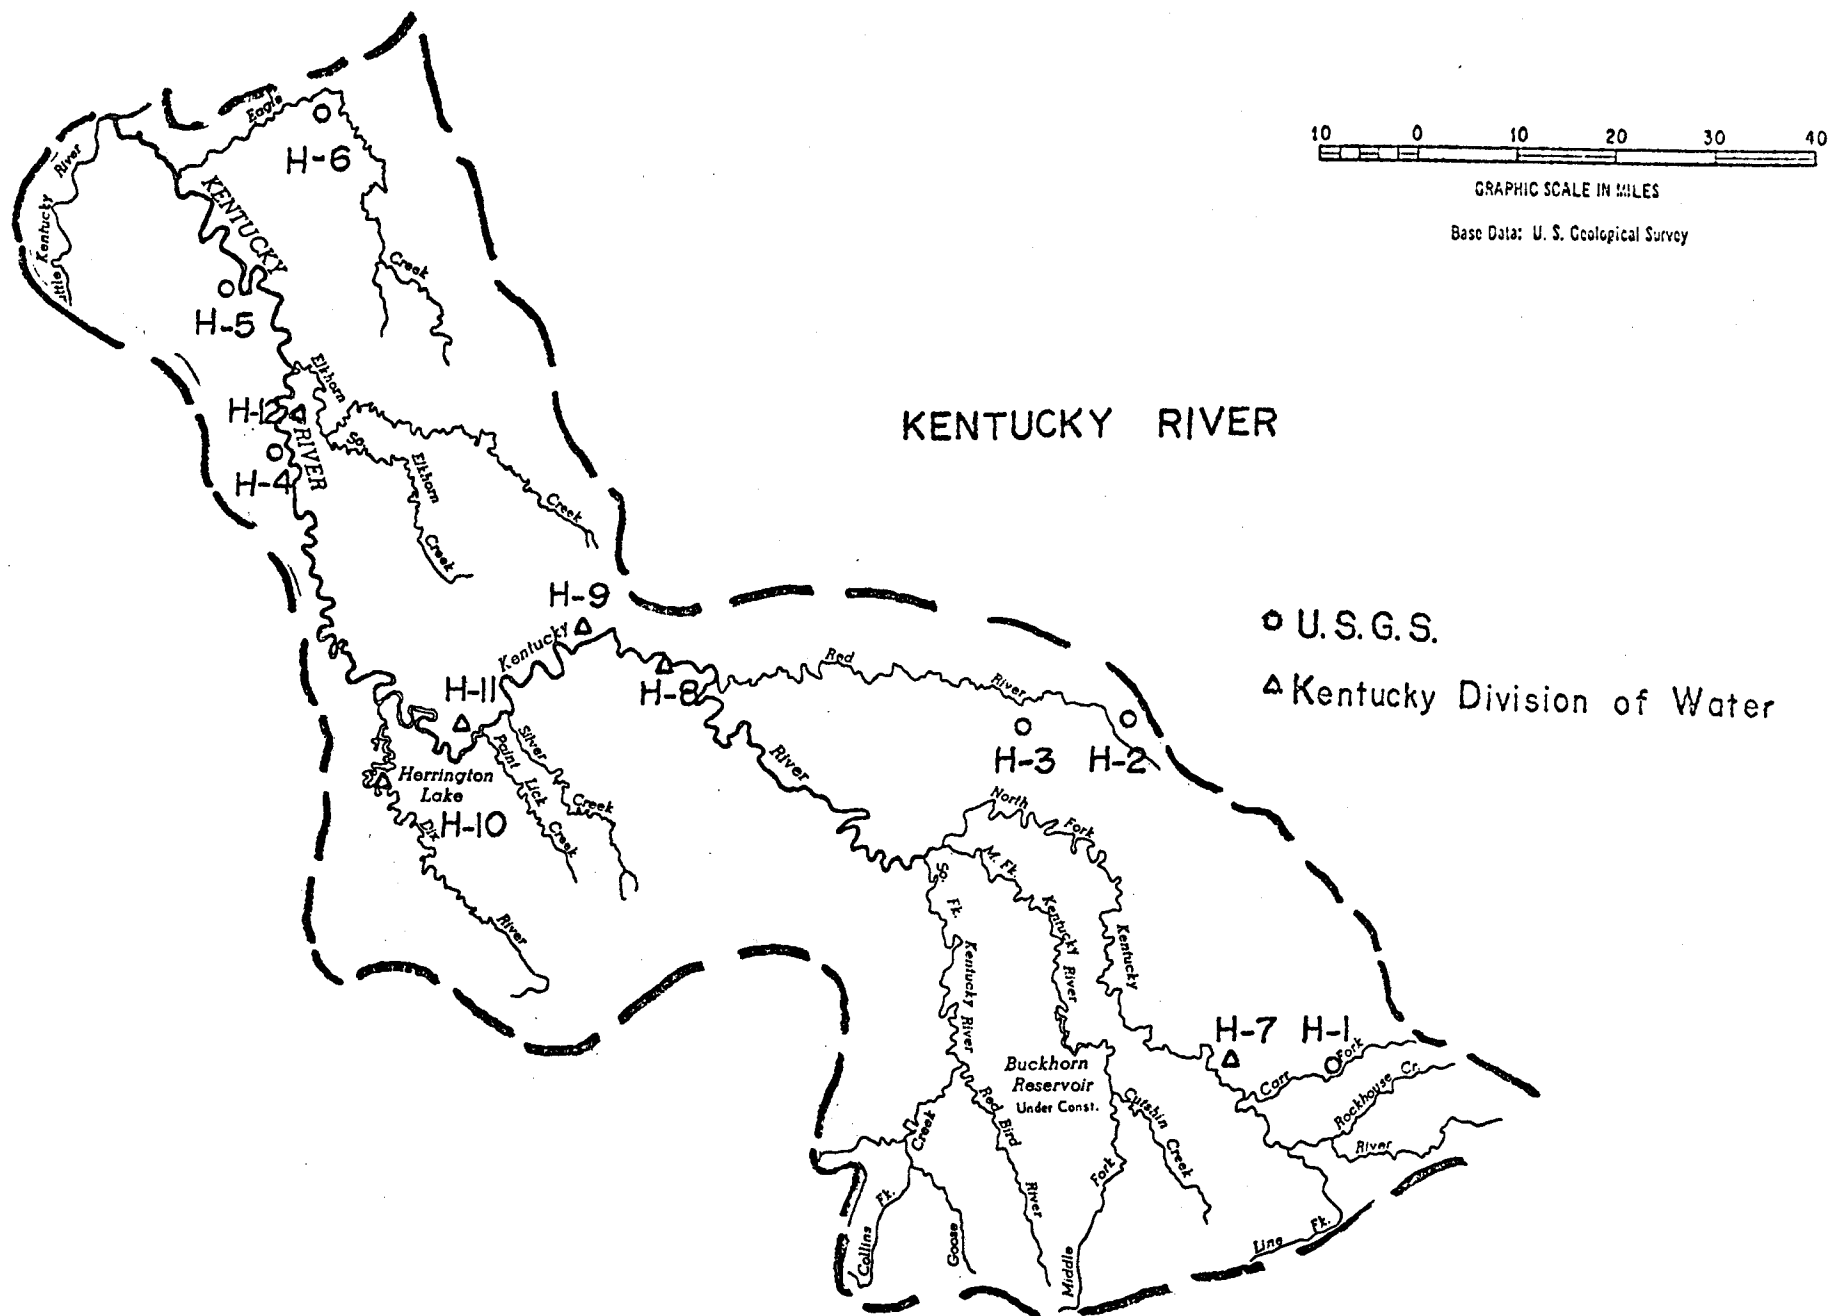 10 0 10 20 30 40
GRAPHIC SCALE IN MILES
Base Data: U. S. Geological Survey
KENTUCKY RIVER
U.S.G.S.
Kentucky Division of Water
Eagle
H-6
River
Kentucky
KENTUCKY
Creek
H-5
Elkhorn
H-12
RIVER
So.
H-4
Elkhorn
Creek
Creek
H-9
Kentucky
H-8
H-11
Red
River
H-3
H-2
River
Silver
Paint
Lick
Creek
Creek
Herrington
Lake
H-10
Dix
River
North
Fork
M. Fk.
So.
Fk.
Kentucky
River
Kentucky
Kentucky River
H-7
H-1
Fork
Carr
Rockhouse Cr.
River
Buckhorn
Reservoir
Under Const.
Cutshin
Creek
Red Bird
River
Creek
Fk.
Collins
Goose
Fork
Middle
Line
Fk.